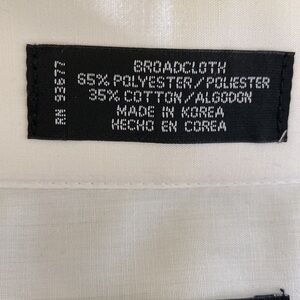 BROADCLOTH
65% POLYESTER/POLIESTER
35% COTTON/ALGODON
MADE IN KOREA
HECHO EN COREA
RN 93677